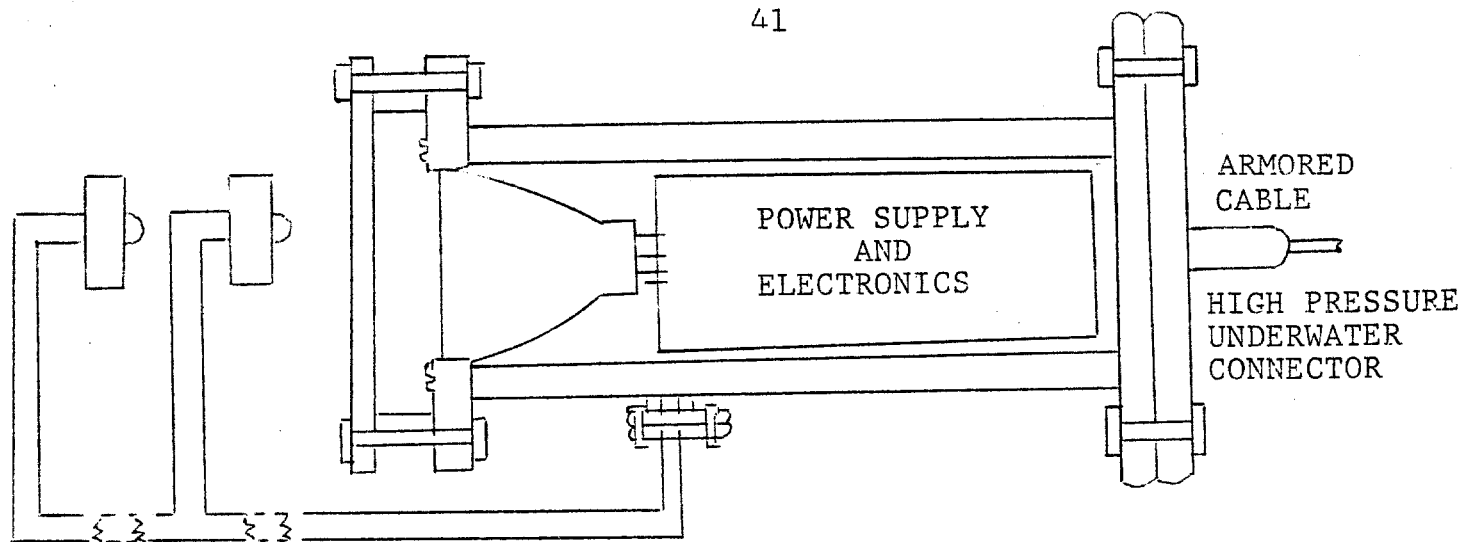 41
ARMORED
CABLE
POWER SUPPLY
AND
ELECTRONICS
HIGH PRESSURE
UNDERWATER
CONNECTOR